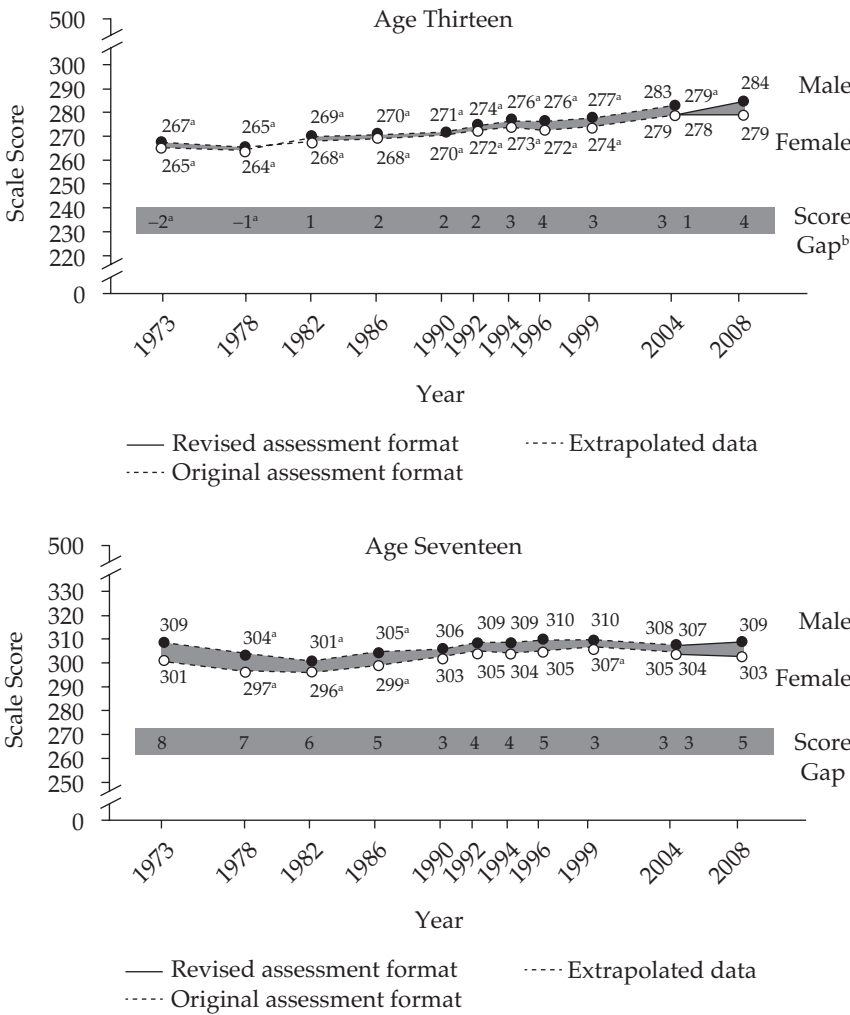 Age Thirteen
Scale Score
500
300
290
280
270
260
250
240
230
220
0
267ᵃ 265ᵃ 269ᵃ 270ᵃ 271ᵃ 274ᵃ 276ᵃ 276ᵃ 277ᵃ 283 279ᵃ 284
Male
265ᵃ 264ᵃ 268ᵃ 268ᵃ 270ᵃ 272ᵃ 273ᵃ 272ᵃ 274ᵃ 279 278 279
Female
−2ᵃ −1ᵃ 1 2 2 2 3 4 3 3 1 4
Score
Gapᵇ
1973 1978 1982 1986 1990 1992 1994 1996 1999 2004 2008
Year
Revised assessment format Extrapolated data
Original assessment format
Age Seventeen
Scale Score
500
330
320
310
300
290
280
270
260
250
0
309 304ᵃ 301ᵃ 305ᵃ 306 309 309 310 310 308 307 309
Male
301 297ᵃ 296ᵃ 299ᵃ 303 305 304 305 307ᵃ 305 304 303
Female
8 7 6 5 3 4 4 5 3 3 3 5
Score
Gap
1973 1978 1982 1986 1990 1992 1994 1996 1999 2004 2008
Year
Revised assessment format Extrapolated data
Original assessment format